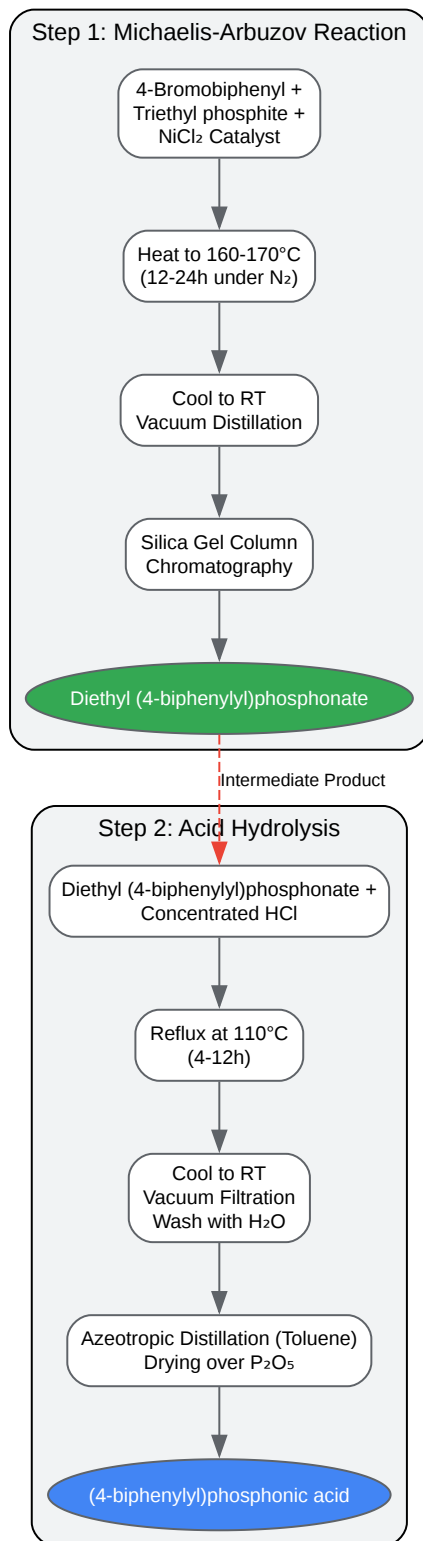 Step 1: Michaelis-Arbuzov Reaction
4-Bromobiphenyl +
Triethyl phosphite +
NiCl₂ Catalyst
Heat to 160-170°C
(12-24h under N₂)
Cool to RT
Vacuum Distillation
Silica Gel Column
Chromatography
Diethyl (4-biphenylyl)phosphonate
Intermediate Product
Step 2: Acid Hydrolysis
Diethyl (4-biphenylyl)phosphonate +
Concentrated HCl
Reflux at 110°C
(4-12h)
Cool to RT
Vacuum Filtration
Wash with H₂O
Azeotropic Distillation (Toluene)
Drying over P₂O₅
(4-biphenylyl)phosphonic acid